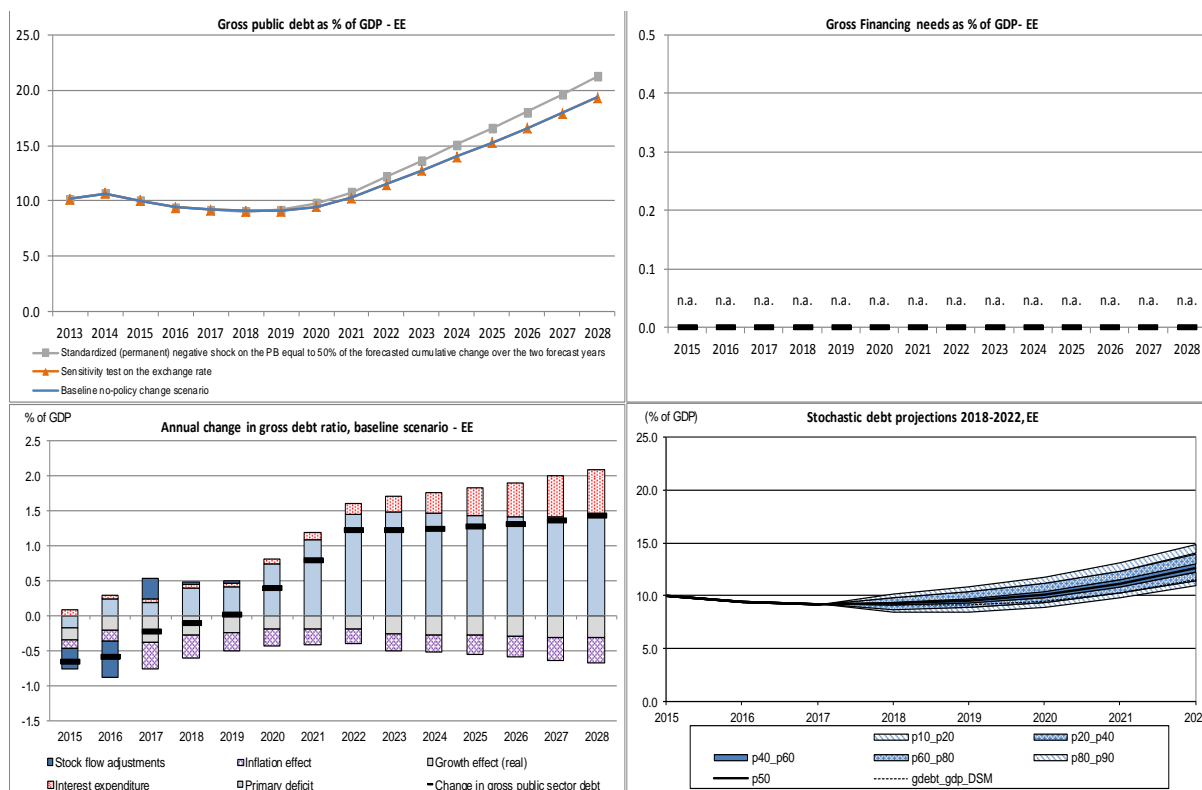 Gross public debt as % of GDP - EE
25.0
20.0
15.0
10.0
5.0
0.0
2013 2014 2015 2016 2017 2018 2019 2020 2021 2022 2023 2024 2025 2026 2027 2028
Standardized (permanent) negative shock on the PB equal to 50% of the forecasted cumulative change over the two forecast years
Sensitivity test on the exchange rate
Baseline no-policy change scenario
Gross Financing needs as % of GDP- EE
0.5
0.4
0.3
0.2
0.1
0.0
n.a. n.a. n.a. n.a. n.a. n.a. n.a. n.a. n.a. n.a. n.a. n.a. n.a. n.a.
2015 2016 2017 2018 2019 2020 2021 2022 2023 2024 2025 2026 2027 2028
% of GDP
Annual change in gross debt ratio, baseline scenario - EE
2.5
2.0
1.5
1.0
0.5
0.0
-0.5
-1.0
-1.5
2015 2016 2017 2018 2019 2020 2021 2022 2023 2024 2025 2026 2027 2028
Stock flow adjustments Inflation effect Growth effect (real)
Interest expenditure Primary deficit Change in gross public sector debt
(% of GDP)
Stochastic debt projections 2018-2022, EE
25.0
20.0
15.0
10.0
5.0
0.0
2015 2016 2017 2018 2019 2020 2021 202
p10_p20 p20_p40
p40_p60 p60_p80 p80_p90
p50 gdebt_gdp_DSM